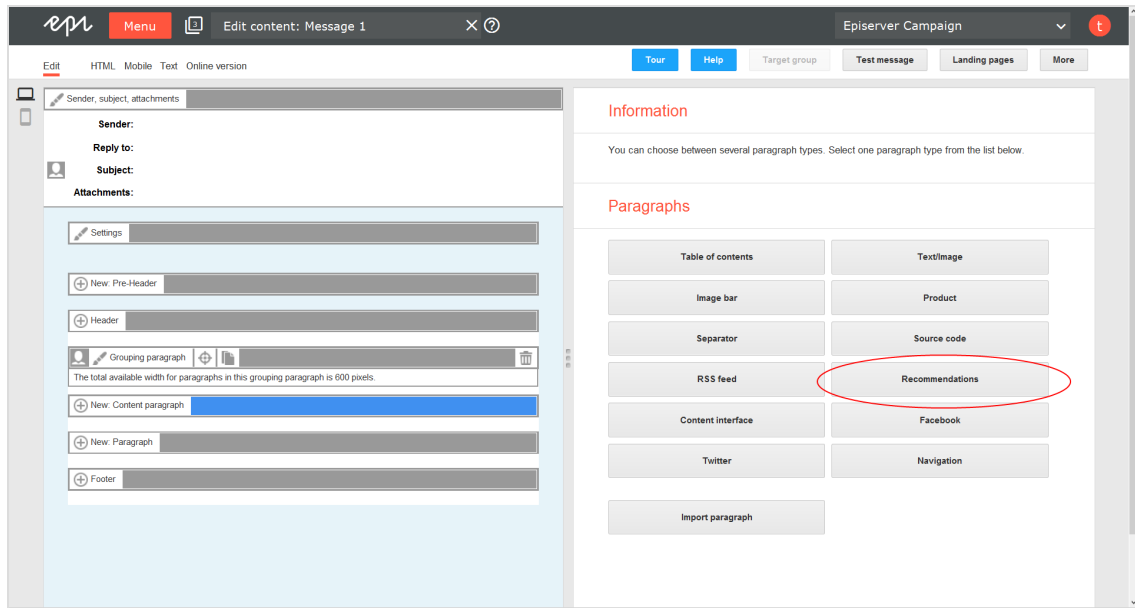 epi Menu 3 Edit content: Message 1 Episerver Campaign t
Edit HTML Mobile Text Online version Tour Help Target group Test message Landing pages More
Sender, subject, attachments
Sender:
Reply to:
Subject:
Attachments:
Settings
New: Pre-Header
Header
Grouping paragraph
The total available width for paragraphs in this grouping paragraph is 600 pixels.
New: Content paragraph
New: Paragraph
Footer
Information
You can choose between several paragraph types. Select one paragraph type from the list below.
Paragraphs
Table of contents Text/Image
Image bar Product
Separator Source code
RSS feed Recommendations
Content interface Facebook
Twitter Navigation
Import paragraph